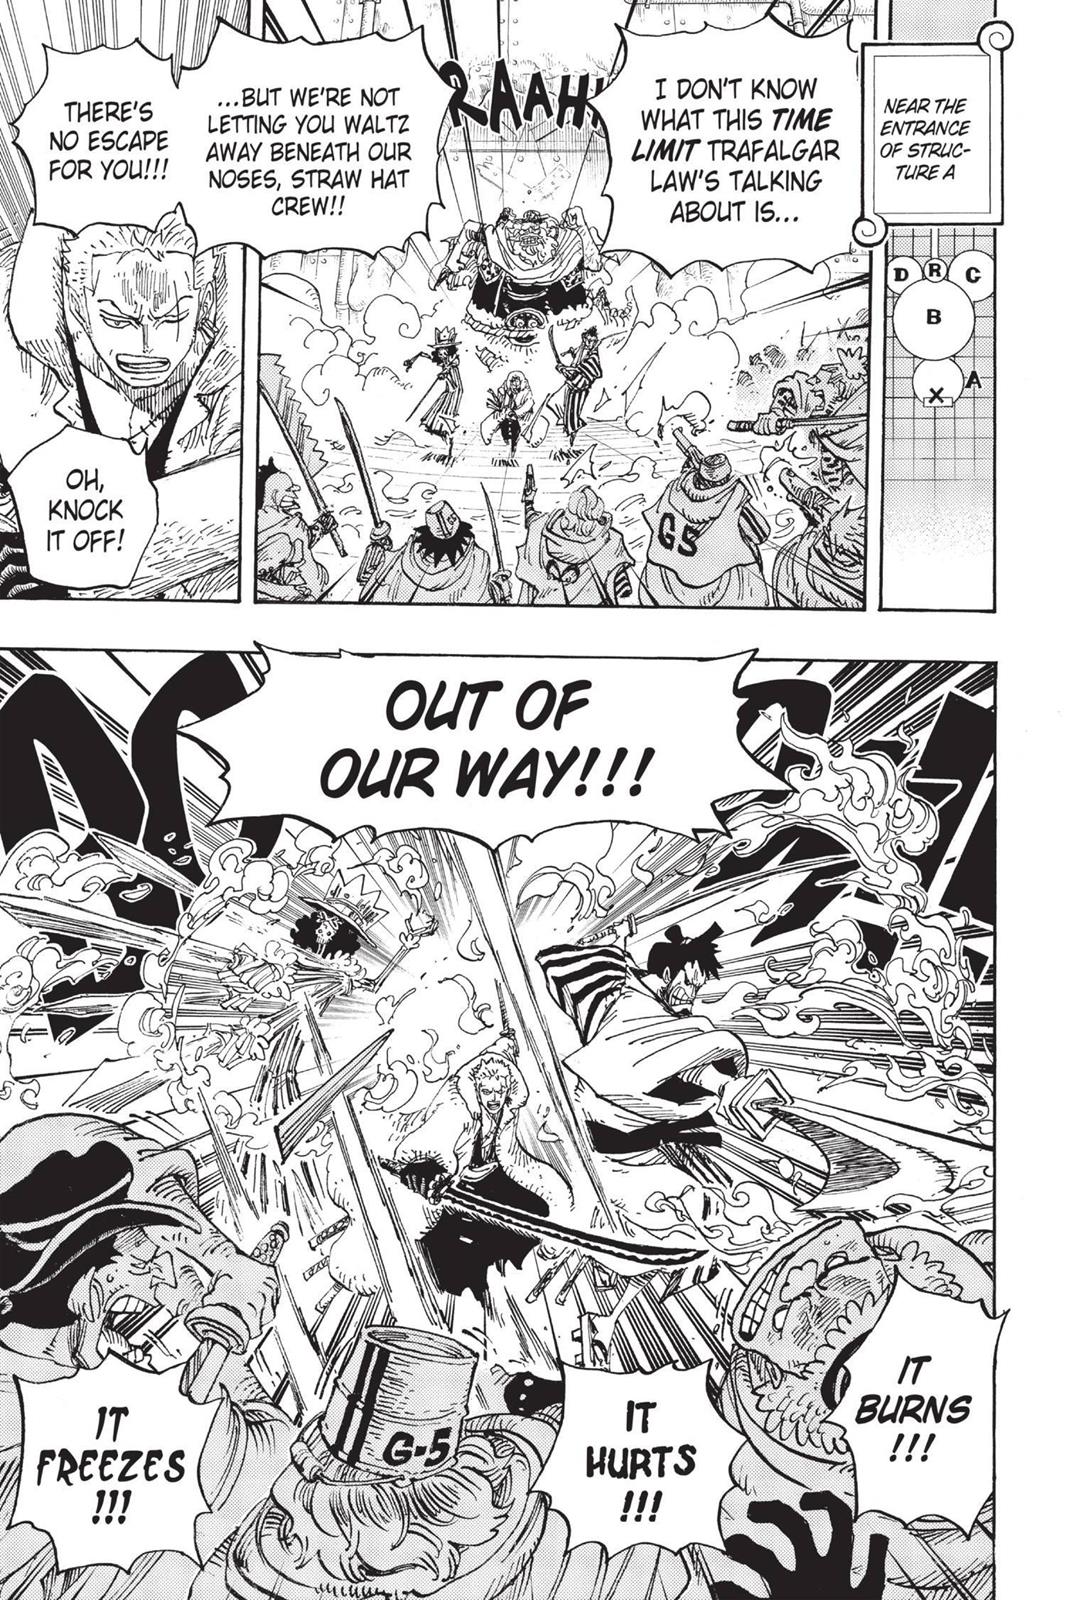 NEAR THE
ENTRANCE
OF STRUC-
TURE A
D R C
B
A
X
I DON'T KNOW
WHAT THIS TIME
LIMIT TRAFALGAR
LAW'S TALKING
ABOUT IS...
RAAH!
...BUT WE'RE NOT
LETTING YOU WALTZ
AWAY BENEATH OUR
NOSES, STRAW HAT
CREW!!
G5
THERE'S
NO ESCAPE
FOR YOU!!!
OH,
KNOCK
IT OFF!
OUT OF
OUR WAY!!!
IT
BURNS
!!!
IT
HURTS
!!!
G-5
IT
FREEZES
!!!